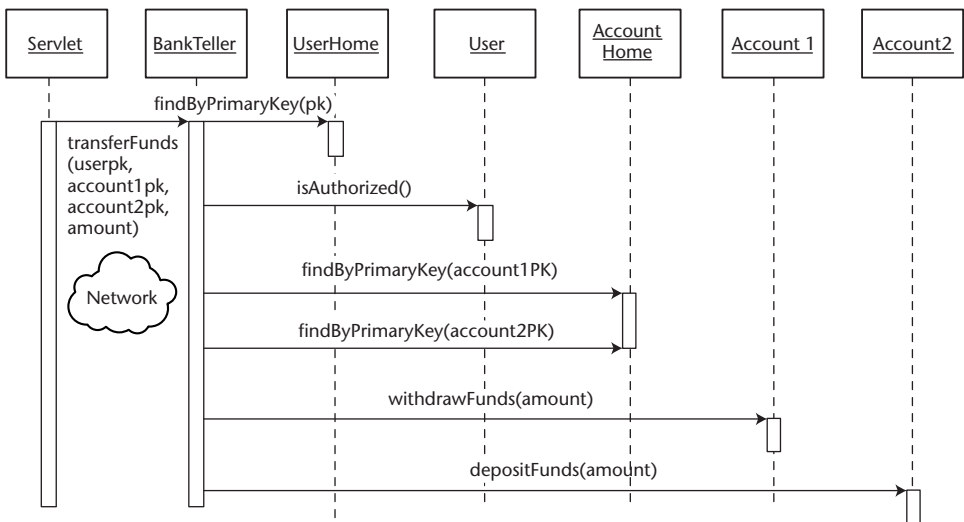 Servlet
BankTeller
UserHome
User
Account
Home
Account 1
Account2
findByPrimaryKey(pk)
transferFunds
(userpk,
account1pk,
account2pk,
amount)
isAuthorized()
Network
findByPrimaryKey(account1PK)
findByPrimaryKey(account2PK)
withdrawFunds(amount)
depositFunds(amount)